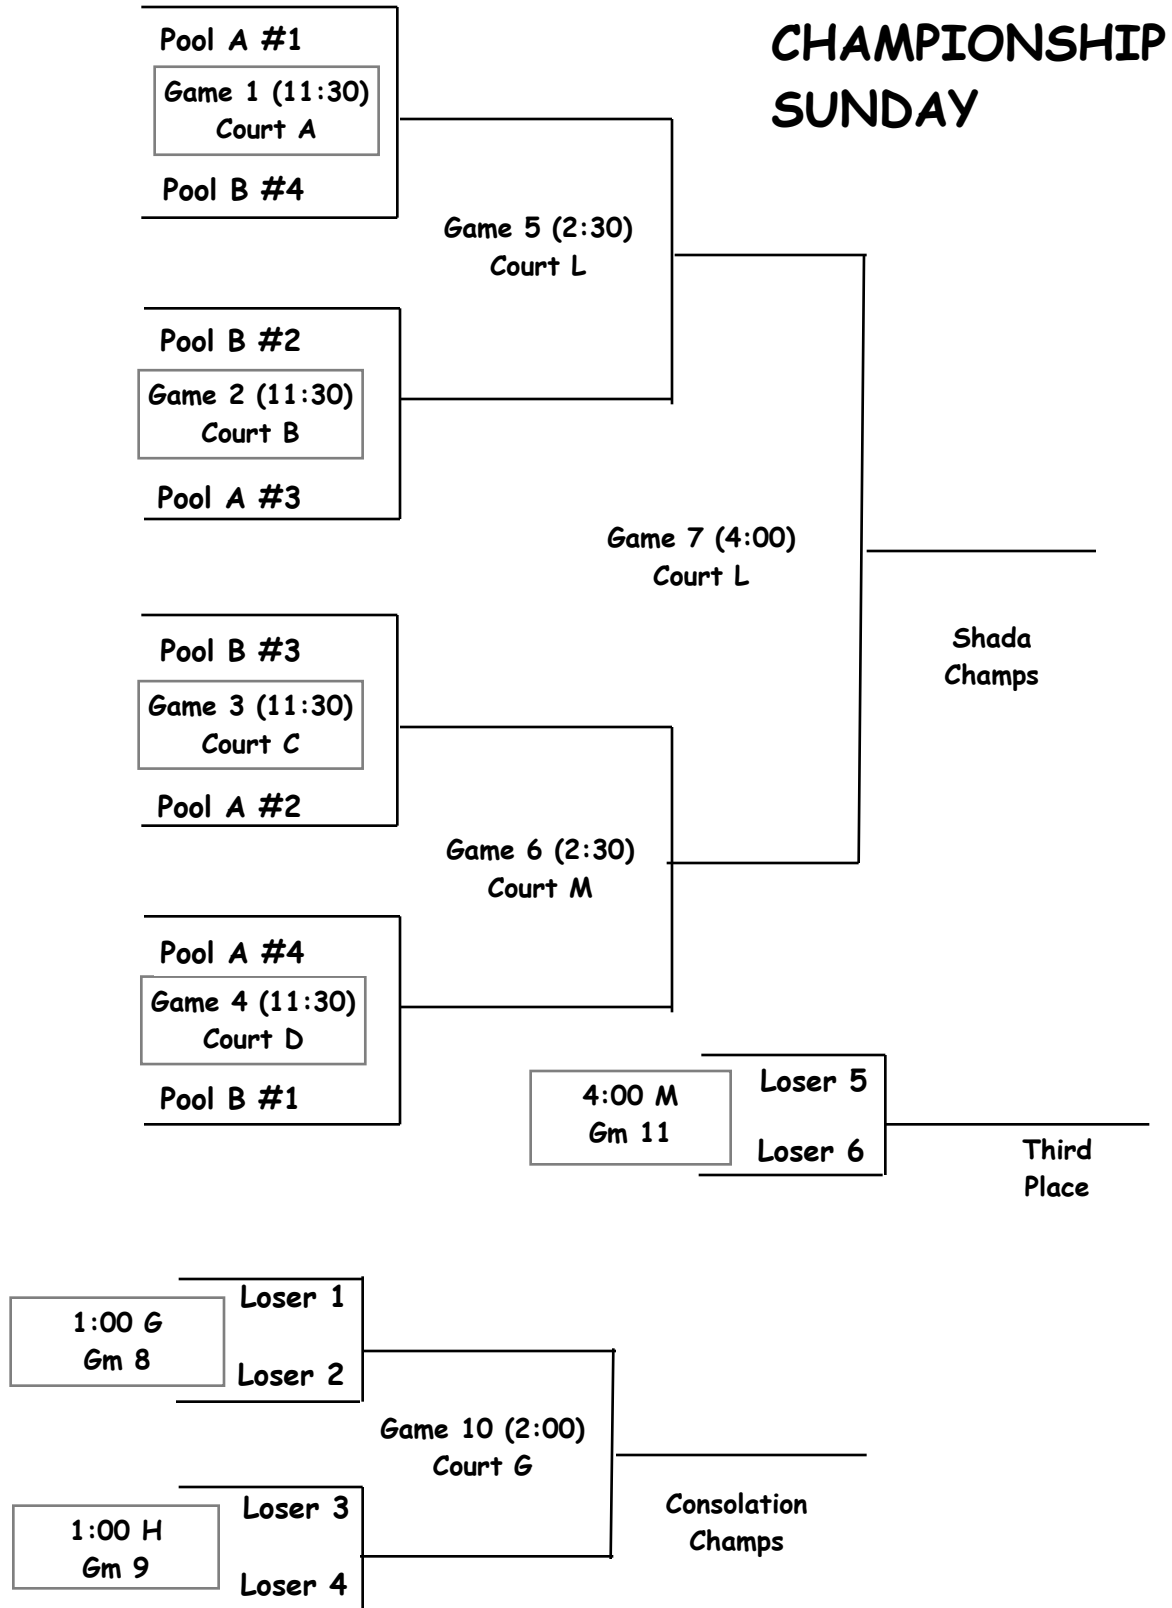 CHAMPIONSHIP
SUNDAY
Pool A #1
Game 1 (11:30)
Court A
Pool B #4
Game 5 (2:30)
Court L
Pool B #2
Game 2 (11:30)
Court B
Pool A #3
Game 7 (4:00)
Court L
Shada
Champs
Pool B #3
Game 3 (11:30)
Court C
Pool A #2
Game 6 (2:30)
Court M
Pool A #4
Game 4 (11:30)
Court D
Pool B #1
4:00 M
Gm 11
Loser 5
Loser 6
Third
Place
1:00 G
Gm 8
Loser 1
Loser 2
Game 10 (2:00)
Court G
Consolation
Champs
1:00 H
Gm 9
Loser 3
Loser 4